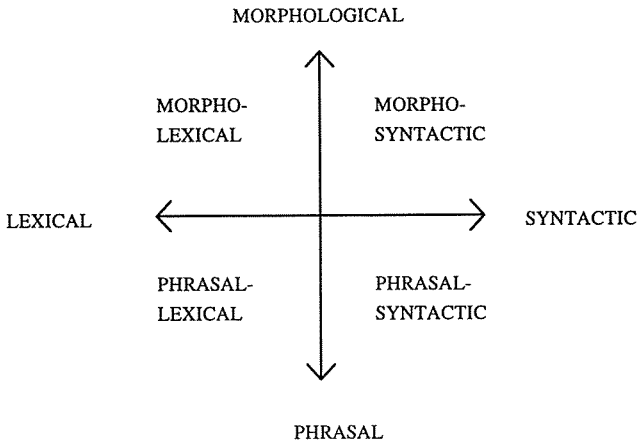 MORPHOLOGICAL
MORPHO-
LEXICAL
MORPHO-
SYNTACTIC
LEXICAL
SYNTACTIC
PHRASAL-
LEXICAL
PHRASAL-
SYNTACTIC
PHRASAL